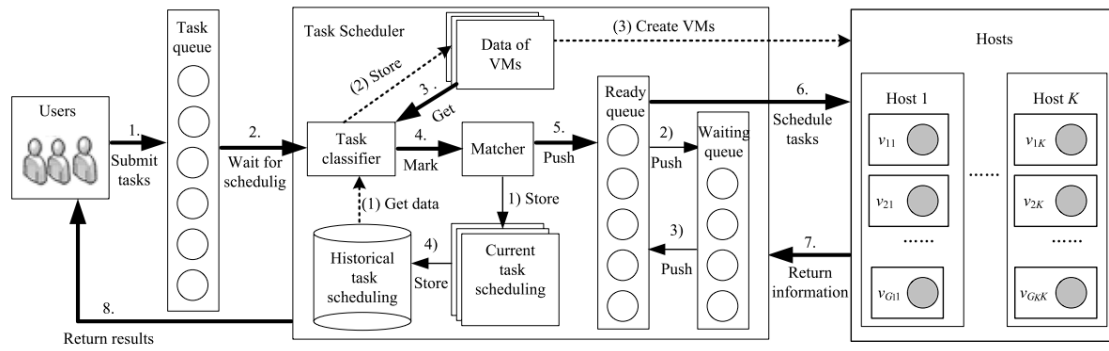 Task
queue
Users
1.
Submit
tasks
2.
Wait for
schedulig
Task Scheduler
Data of
VMs
(2) Store
3.
Get
(3) Create VMs
Task
classifier
4.
Mark
Matcher
5.
Push
(1) Get data
1) Store
Historical
task
scheduling
4)
Store
Current
task
scheduling
Ready
queue
2)
Push
Waiting
queue
3)
Push
6.
Schedule
tasks
7.
Return
information
8.
Return results
Hosts
Host 1
v11
v21
......
vG11
......
Host K
v1K
v2K
......
vGKK